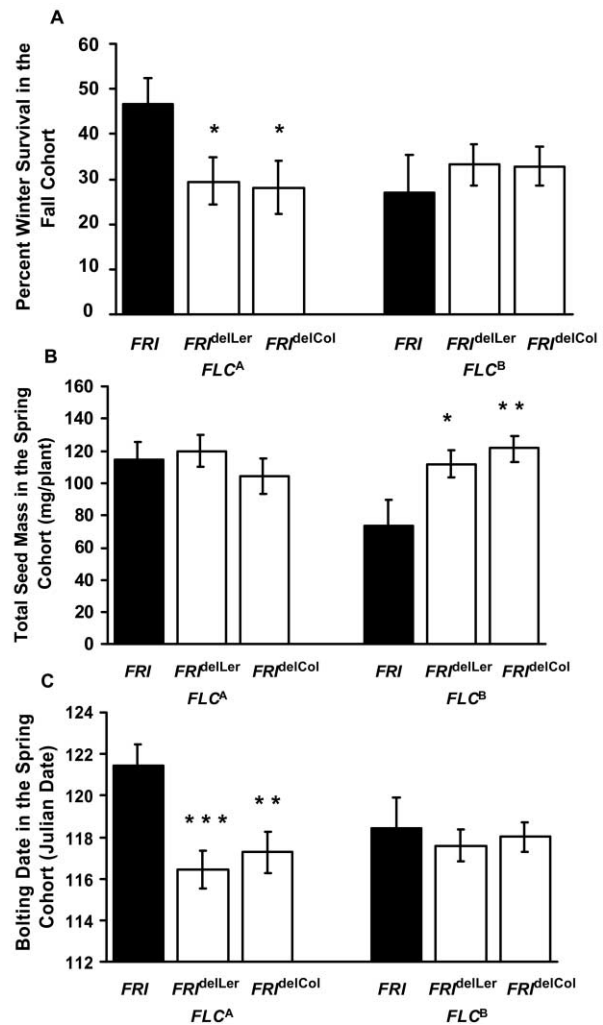 A
Percent Winter Survival in the
Fall Cohort
60
50
40
30
20
10
0
* *
FRI FRIdelLer FRIdelCol FRI FRIdelLer FRIdelCol
FLCA FLCB
B
Total Seed Mass in the Spring
Cohort (mg/plant)
160
140
120
100
80
60
40
20
0
* **
FRI FRIdelLer FRIdelCol FRI FRIdelLer FRIdelCol
FLCA FLCB
C
Bolting Date in the Spring
Cohort (Julian Date)
124
122
120
118
116
114
112
*** **
FRI FRIdelLer FRIdelCol FRI FRIdelLer FRIdelCol
FLCA FLCB